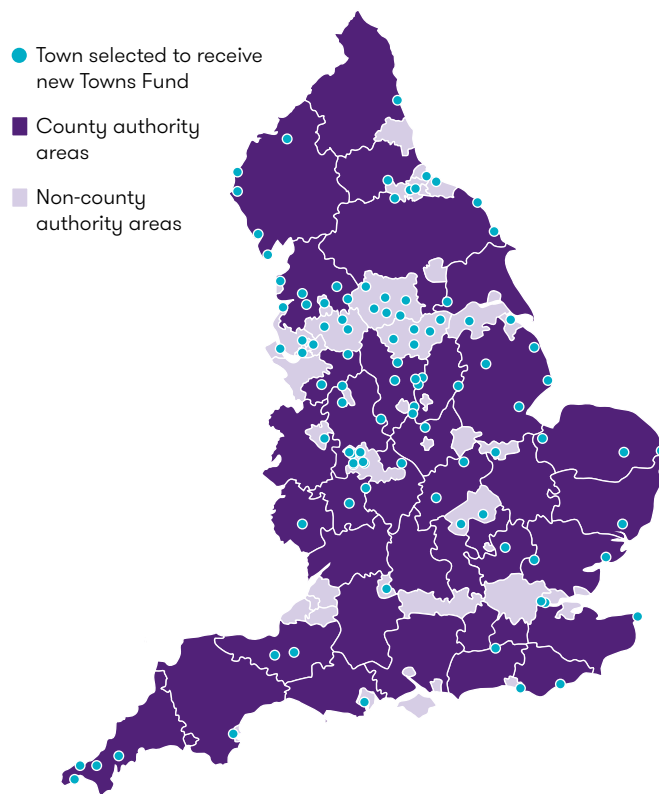 Town selected to receive
new Towns Fund
County authority
areas
Non-county
authority areas